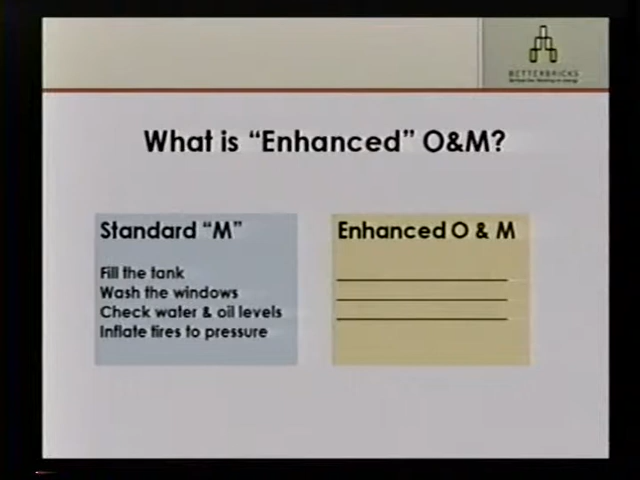 BETTERBRICKS
What is “Enhanced” O&M?
Standard “M”
Fill the tank
Wash the windows
Check water & oil levels
Inflate tires to pressure
Enhanced O & M